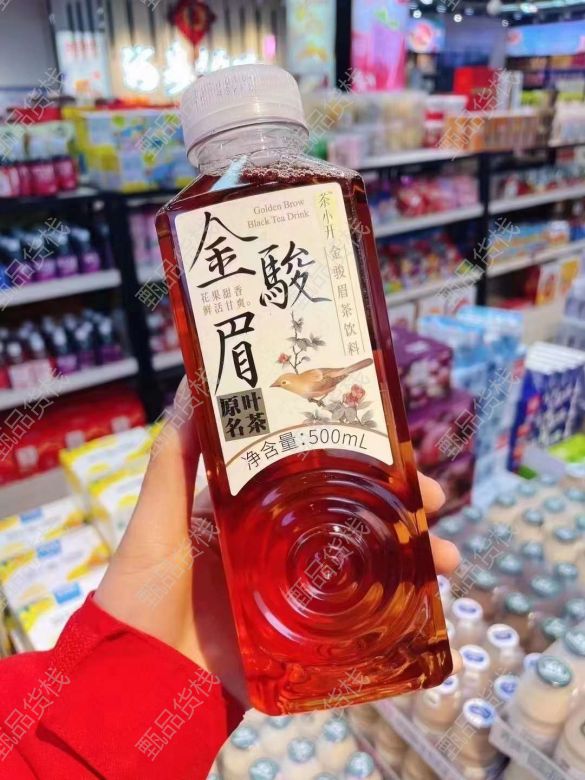 Golden Brow
Black Tea Drink
金駿眉
茶小开
金骏眉茶饮料
花果甜香
鲜活甘爽。
原叶
名茶
净含量:500mL
甄品货栈